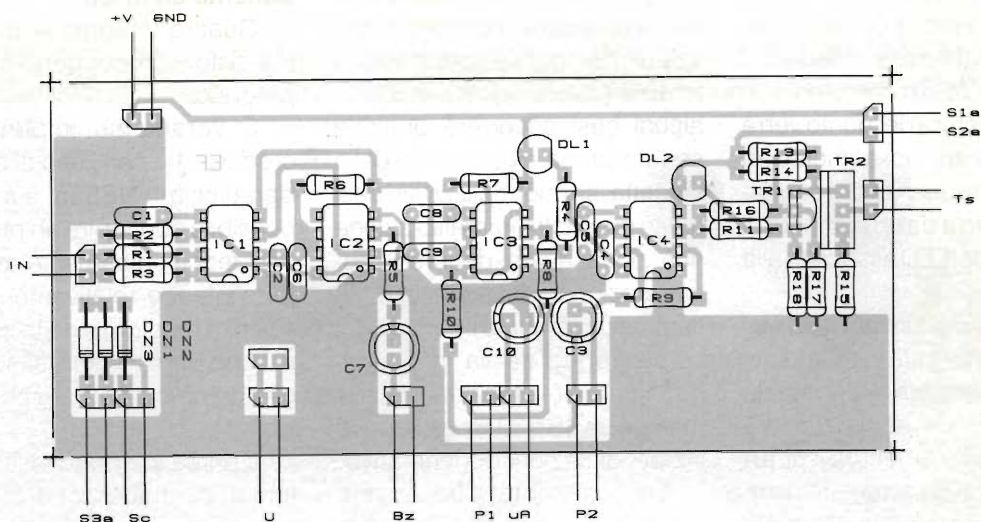 +V GND
S1a
S2a
DL1
DL2
R13
R14
TR2
TR1
Ts
R6
R7
R4
C1
R2
R1
R3
IC1
IC2
C8
C9
IC3
C5
C4
IC4
R16
R11
IN
C2
C6
R5
R10
R8
R9
R18
R17
R15
DZ3
DZ1
DZ2
C7
C10
C3
S3a Sc U Bz P1 uA P2